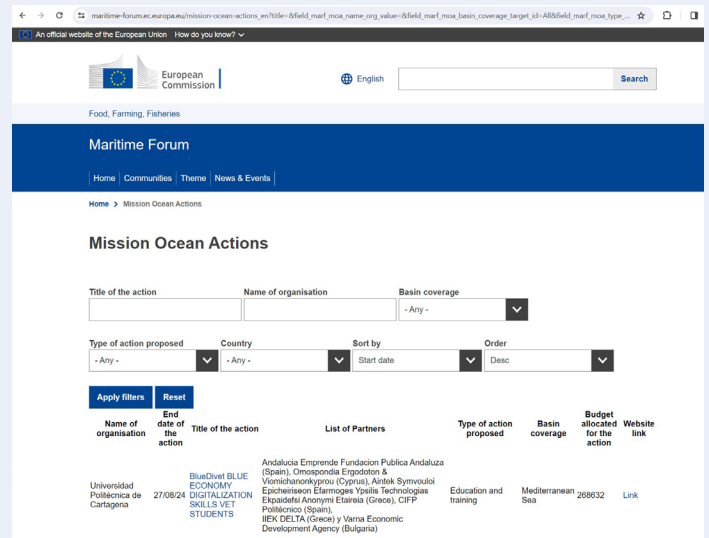 maritime-forum.ec.europa.eu/mission-ocean-actions_en?title=&field_marf_moa_name_org_value=&field_marf_moa_basin_coverage_target_id=All&field_marf_moa_type_...
An official website of the European Union How do you know?
European
Commission
English
Search
Food, Farming, Fisheries
Maritime Forum
Home Communities Theme News & Events
Home > Mission Ocean Actions
Mission Ocean Actions
Title of the action Name of organisation Basin coverage
- Any -
Type of action proposed Country Sort by Order
- Any - - Any - Start date Desc
Apply filters Reset
Name of organisation
End date of the action
Title of the action
List of Partners
Type of action proposed
Basin coverage
Budget allocated for the action
Website link
Universidad
Politécnica de
Cartagena
27/08/24
BlueDivet BLUE
ECONOMY
DIGITALIZATION
SKILLS VET
STUDENTS
Andalucia Emprende Fundacion Publica Andaluza
(Spain), Omospondia Ergodoton &
Viomichanonkyprou (Cyprus), Aintek Symvouloi
Epicheiriseon Efarmoges Ypsilis Technologias
Ekpaidefsi Anonymi Etaireia (Grece), CIFP
Politécnico (Spain),
IIEK DELTA (Grece) y Varna Economic
Development Agency (Bulgaria)
Education and
training
Mediterranean
Sea
268632
Link